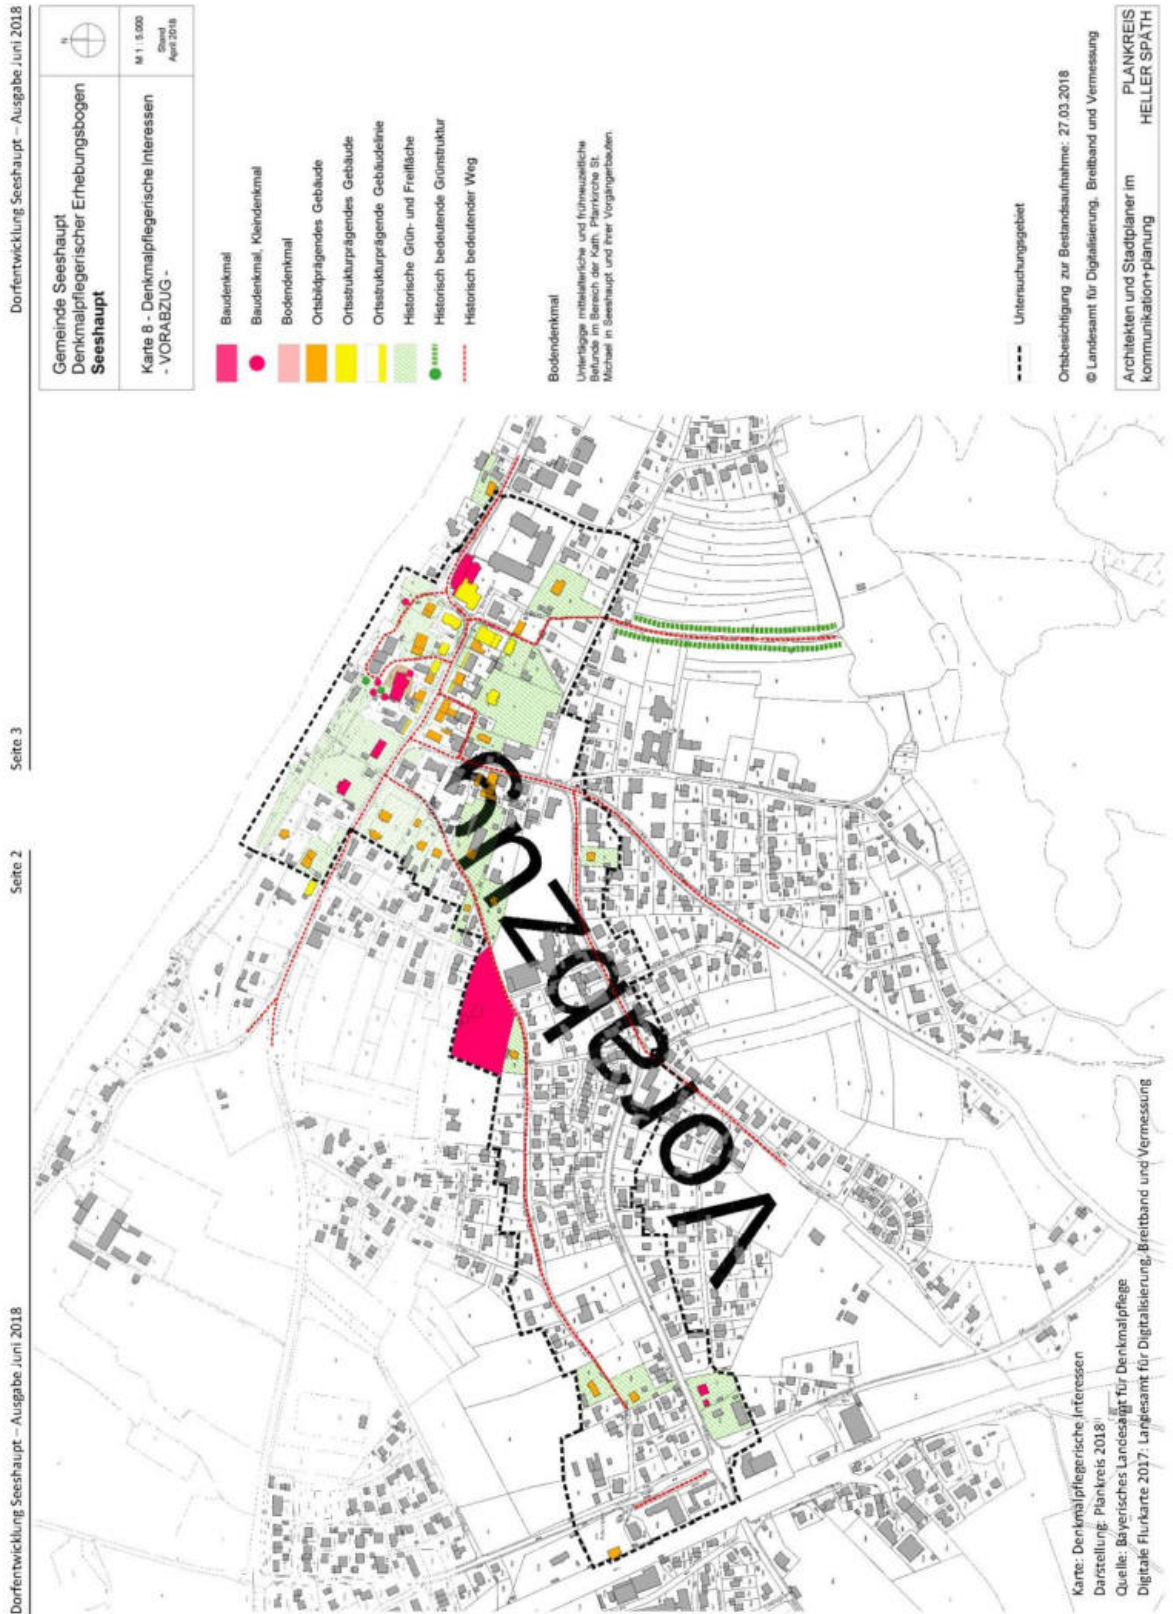 Dorfentwicklung Seeshaupt – Ausgabe Juni 2018
Seite 2
Seite 3
Dorfentwicklung Seeshaupt – Ausgabe Juni 2018
Gemeinde Seeshaupt
Denkmalpflegerischer Erhebungsbogen
Seeshaupt
N
Karte 8 - Denkmalpflegerische Interessen
- VORABZUG -
M 1 : 5.000
Stand
April 2018
Baudenkmal
Baudenkmal, Kleindenkmal
Bodendenkmal
Ortsbildprägendes Gebäude
Ortsstrukturprägendes Gebäude
Ortsstrukturprägende Gebäudelinie
Historische Grün- und Freifläche
Historisch bedeutende Grünstruktur
Historisch bedeutender Weg
Bodendenkmal
Untertägige mittelalterliche und frühneuzeitliche
Befunde im Bereich der Kath. Pfarrkirche St.
Michael in Seeshaupt und ihrer Vorgängerbauten.
Untersuchungsgebiet
Ortsbesichtigung zur Bestandsaufnahme: 27.03.2018
© Landesamt für Digitalisierung, Breitband und Vermessung
Architekten und Stadtplaner im
kommunikation+planung
PLANKREIS
HELLER SPÄTH
Vorabzug
Karte: Denkmalpflegerische Interessen
Darstellung: Plankreis 2018
Quelle: Bayerisches Landesamt für Denkmalpflege
Digitale Flurkarte 2017: Landesamt für Digitalisierung, Breitband und Vermessung